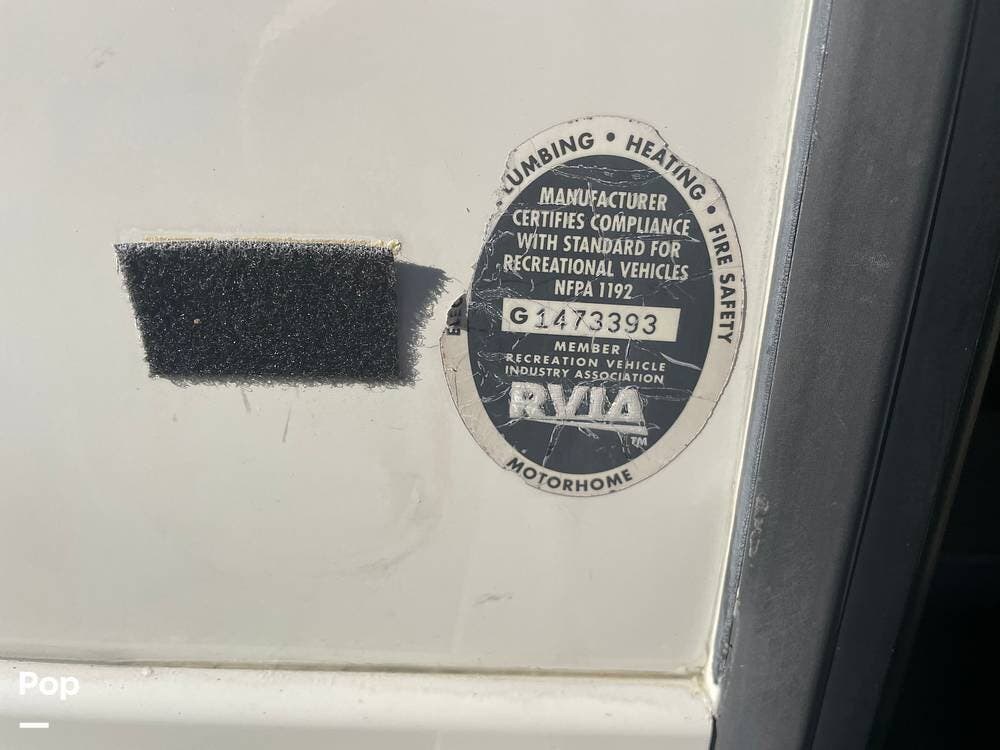 LUMBING • HEATING • FIRE SAFETY
MANUFACTURER
CERTIFIES COMPLIANCE
WITH STANDARD FOR
RECREATIONAL VEHICLES
NFPA 1192
G 1473393
MEMBER
RECREATION VEHICLE
INDUSTRY ASSOCIATION
RVIA
TM
MOTORHOME
Pop